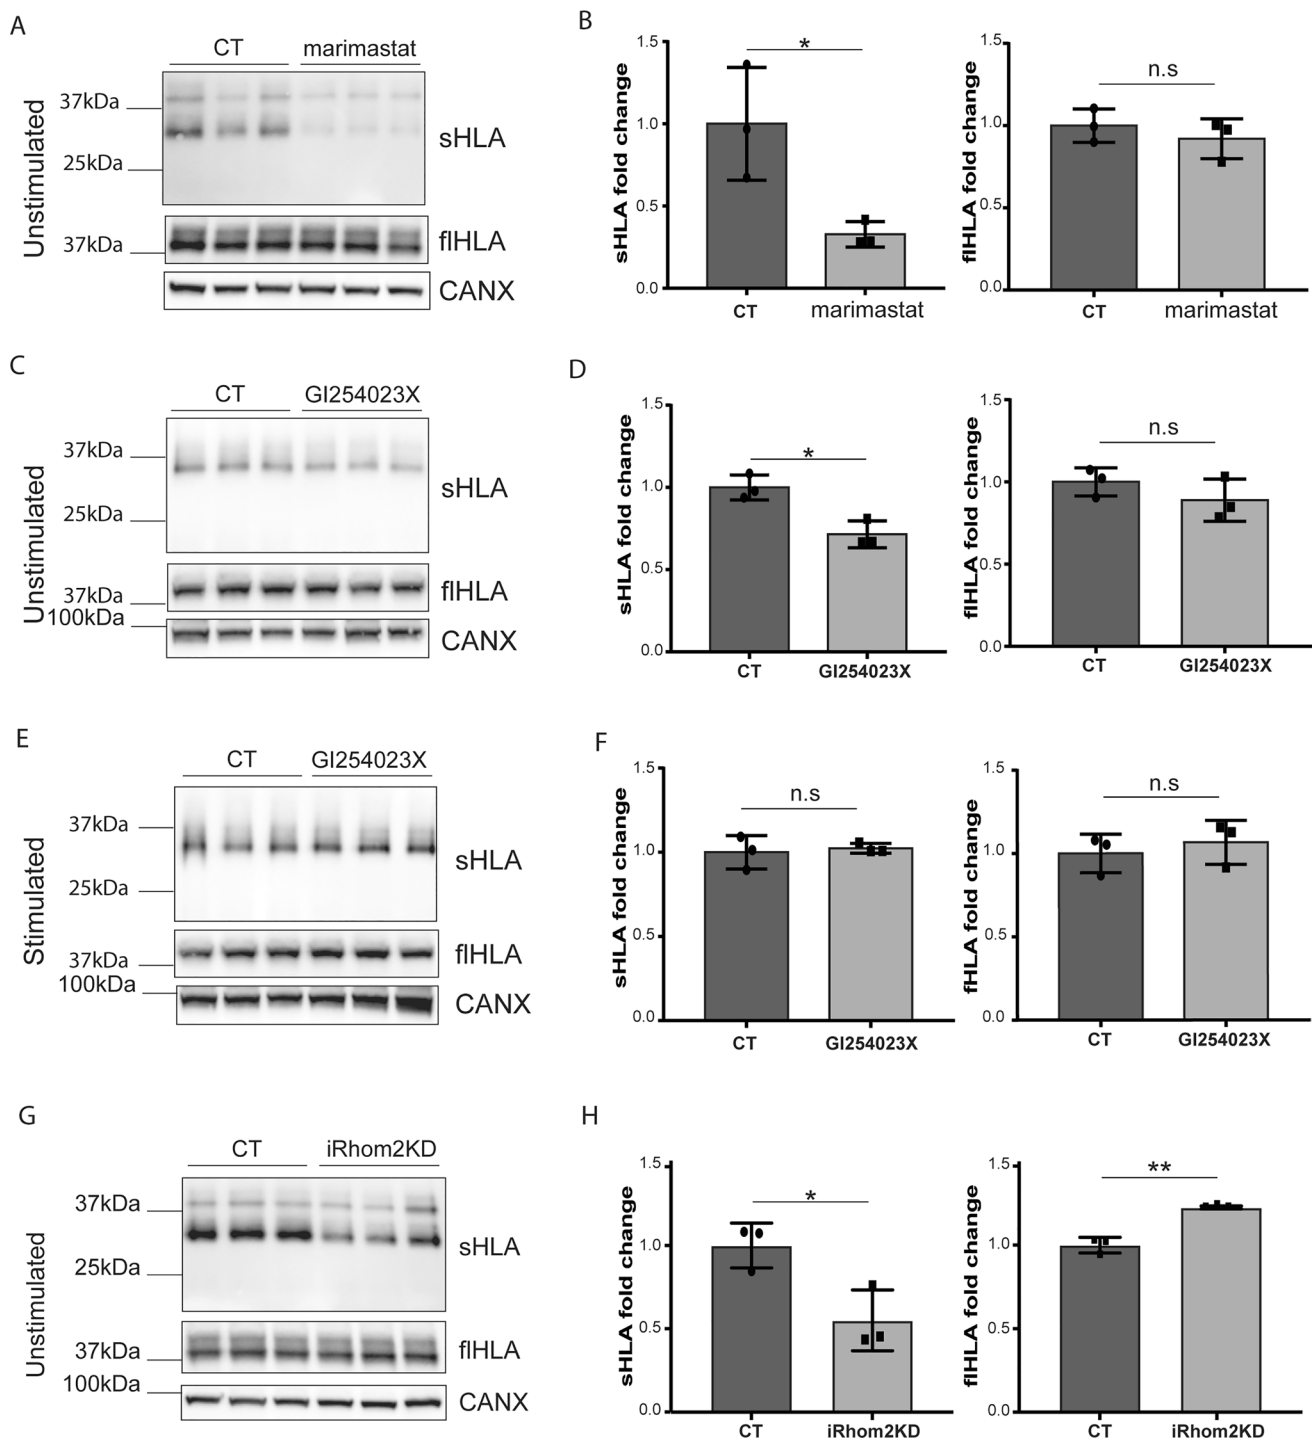 A
CT marimastat
Unstimulated
37kDa
25kDa
sHLA
37kDa
flHLA
CANX
B
sHLA fold change
1.5
1.0
0.5
0.0
*
CT marimastat
flHLA fold change
1.5
1.0
0.5
0.0
n.s
CT marimastat
C
CT GI254023X
Unstimulated
37kDa
25kDa
sHLA
37kDa
flHLA
100kDa
CANX
D
sHLA fold change
1.5
1.0
0.5
0.0
*
CT GI254023X
flHLA fold change
1.5
1.0
0.5
0.0
n.s
CT GI254023X
E
CT GI254023X
Stimulated
37kDa
25kDa
sHLA
37kDa
flHLA
100kDa
CANX
F
sHLA fold change
1.5
1.0
0.5
0.0
n.s
CT GI254023X
fHLA fold change
1.5
1.0
0.5
0.0
n.s
CT GI254023X
G
CT iRhom2KD
Unstimulated
37kDa
25kDa
sHLA
37kDa
flHLA
100kDa
CANX
H
sHLA fold change
1.5
1.0
0.5
0.0
*
CT iRhom2KD
flHLA fold change
1.5
1.0
0.5
0.0
**
CT iRhom2KD